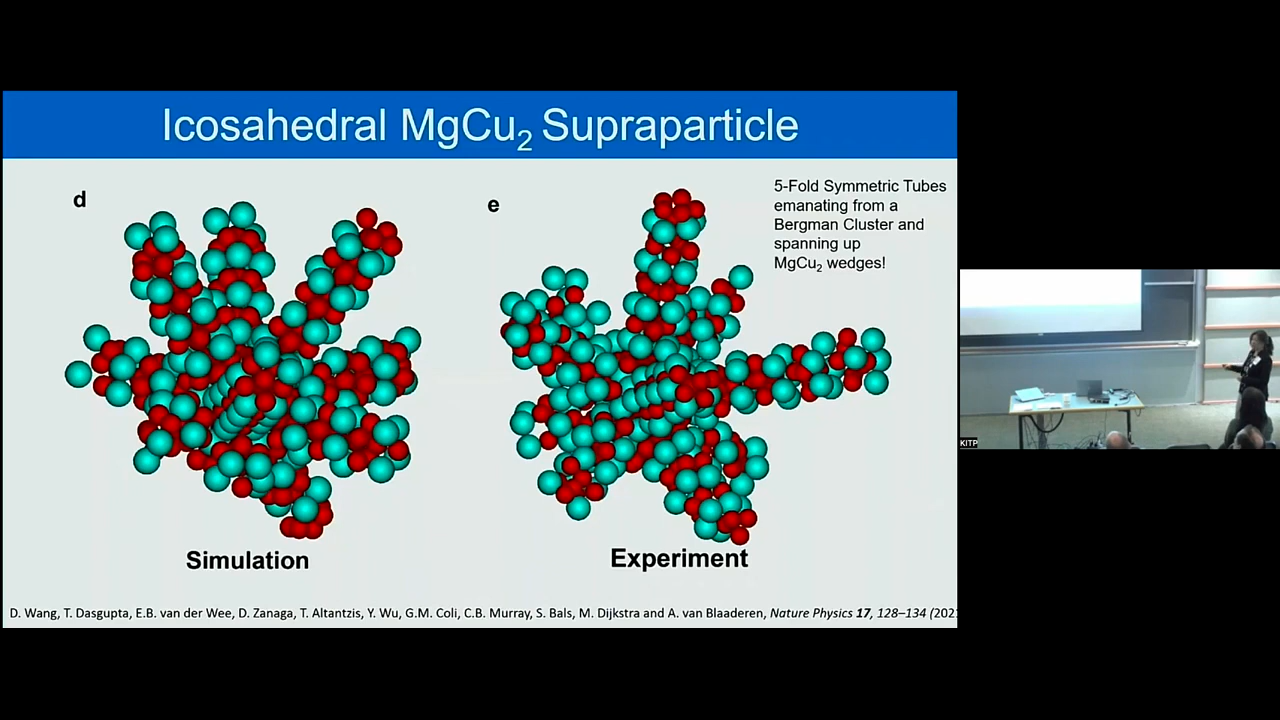 Icosahedral MgCu2 Supraparticle
d
e
5-Fold Symmetric Tubes
emanating from a
Bergman Cluster and
spanning up
MgCu2 wedges!
Simulation
Experiment
D. Wang, T. Dasgupta, E.B. van der Wee, D. Zanaga, T. Altantzis, Y. Wu, G.M. Coli, C.B. Murray, S. Bals, M. Dijkstra and A. van Blaaderen, Nature Physics 17, 128–134 (202
KITP